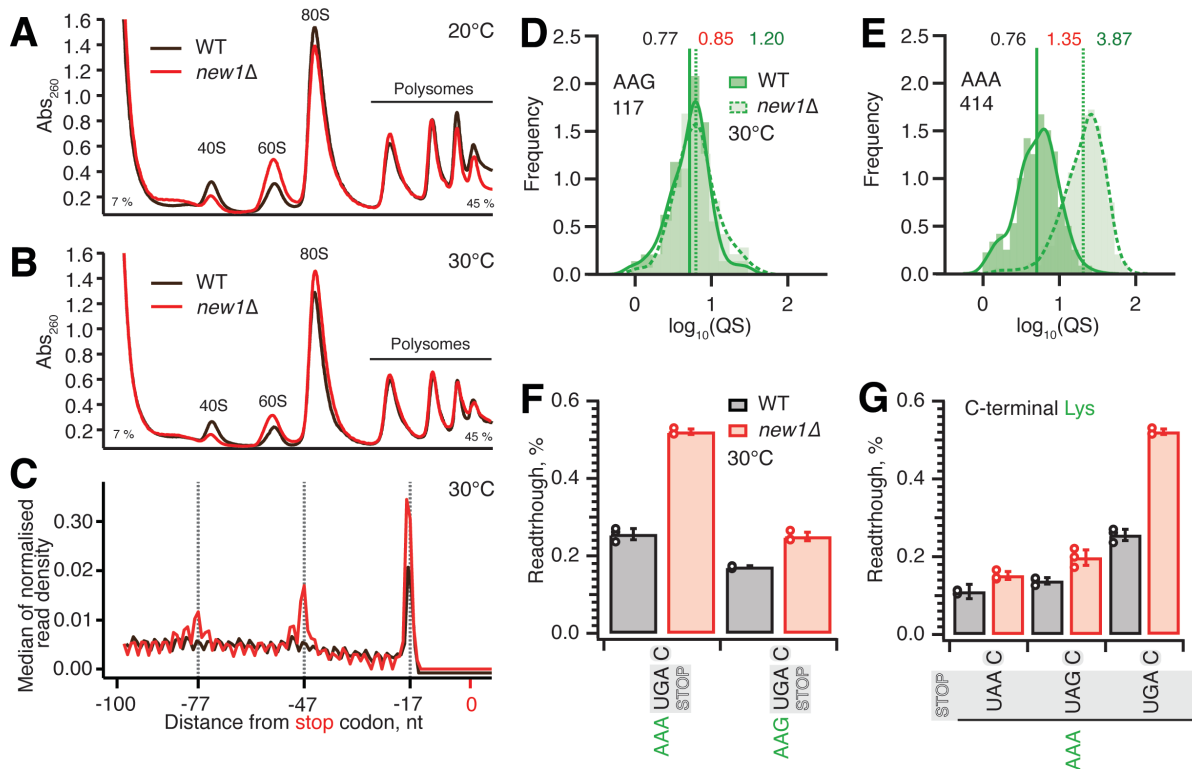 A
20°C
WT
new1Δ
80S
40S
60S
Polysomes
7 %
45 %
Abs260
1.6
1.4
1.2
1.0
0.8
0.6
0.4
0.2
B
30°C
WT
new1Δ
80S
40S
60S
Polysomes
7 %
45 %
Abs260
1.6
1.4
1.2
1.0
0.8
0.6
0.4
0.2
C
30°C
Median of normalised
read density
0.30
0.01
0.01
0.00
-100
-77
-47
-17
0
Distance from stop codon, nt
D
0.77 0.85 1.20
AAG
117
WT
new1Δ
30°C
Frequency
2.5
2.0
1.5
1.0
0.5
0.0
0 1 2
log10(QS)
E
0.76 1.35 3.87
AAA
414
Frequency
2.5
2.0
1.5
1.0
0.5
0.0
0 1 2
log10(QS)
F
WT
new1Δ
30°C
Readtrhough, %
0.6
0.4
0.2
0.0
AAA UGA C
STOP
AAG UGA C
STOP
G
C-terminal Lys
Readtrhough, %
0.6
0.4
0.2
0.0
STOP
UAA C
UAG C
UGA C
AAA